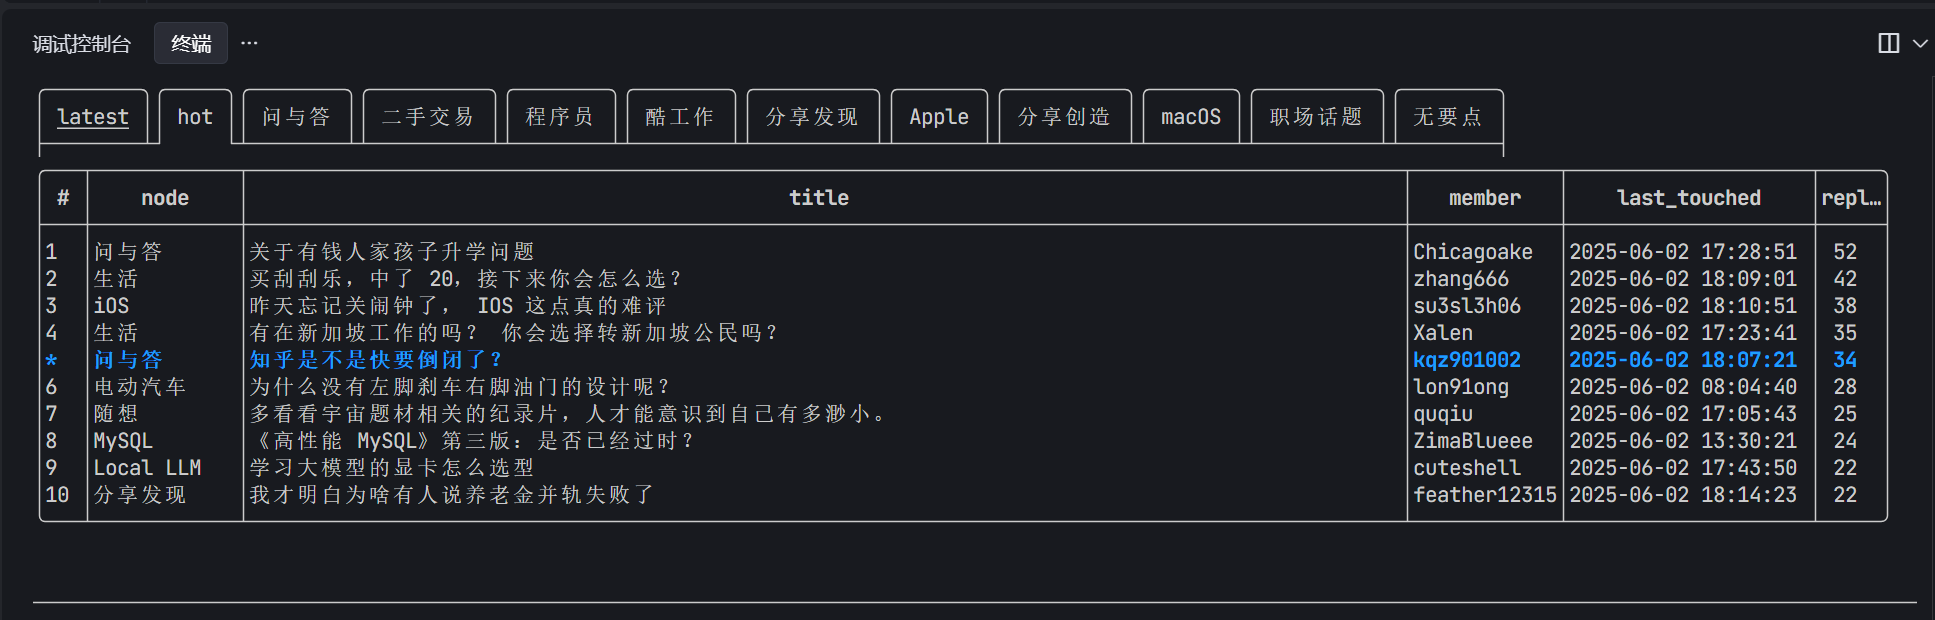 调试控制台 终端 ···
latest hot 问与答 二手交易 程序员 酷工作 分享发现 Apple 分享创造 macOS 职场话题 无要点
# node title member last_touched repl…
1 问与答 关于有钱人家孩子升学问题 Chicagoake 2025-06-02 17:28:51 52
2 生活 买刮刮乐，中了 20，接下来你会怎么选？ zhang666 2025-06-02 18:09:01 42
3 iOS 昨天忘记关闹钟了， IOS 这点真的难评 su3sl3h06 2025-06-02 18:10:51 38
4 生活 有在新加坡工作的吗？ 你会选择转新加坡公民吗？ Xalen 2025-06-02 17:23:41 35
* 问与答 知乎是不是快要倒闭了？ kqz901002 2025-06-02 18:07:21 34
6 电动汽车 为什么没有左脚刹车右脚油门的设计呢？ lon91ong 2025-06-02 08:04:40 28
7 随想 多看看宇宙题材相关的纪录片，人才能意识到自己有多渺小。 quqiu 2025-06-02 17:05:43 25
8 MySQL 《高性能 MySQL》第三版：是否已经过时？ ZimaBlueee 2025-06-02 13:30:21 24
9 Local LLM 学习大模型的显卡怎么选型 cuteshell 2025-06-02 17:43:50 22
10 分享发现 我才明白为啥有人说养老金并轨失败了 feather12315 2025-06-02 18:14:23 22